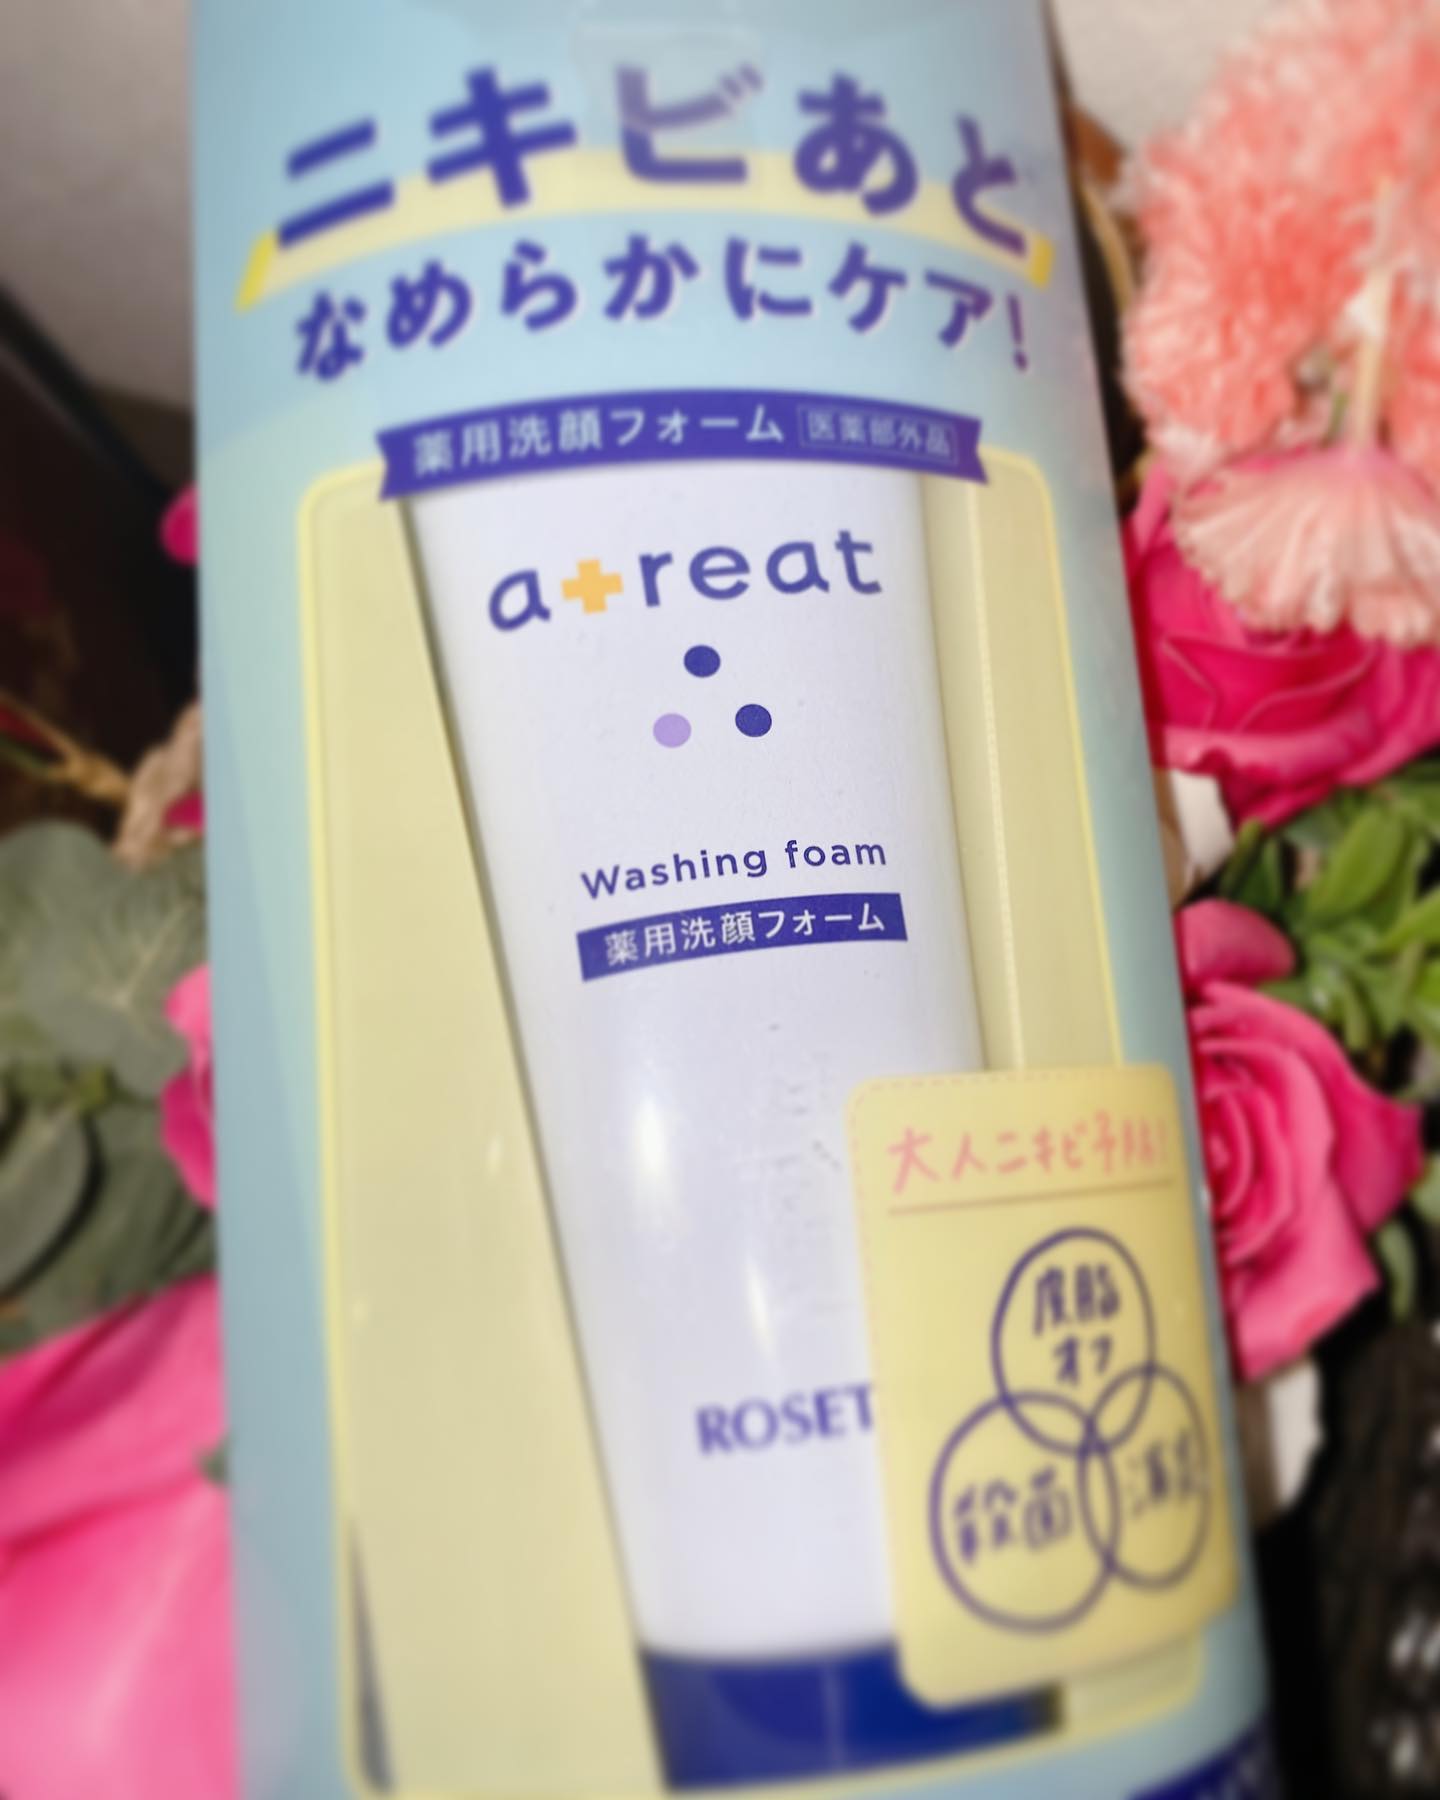 ニキビあと
なめらかにケア!
薬用洗顔フォーム 医薬部外品
a+reat
Washing foam
薬用洗顔フォーム
ROSET
大人ニキビ予防!
皮脂
オフ
殺菌
消炎